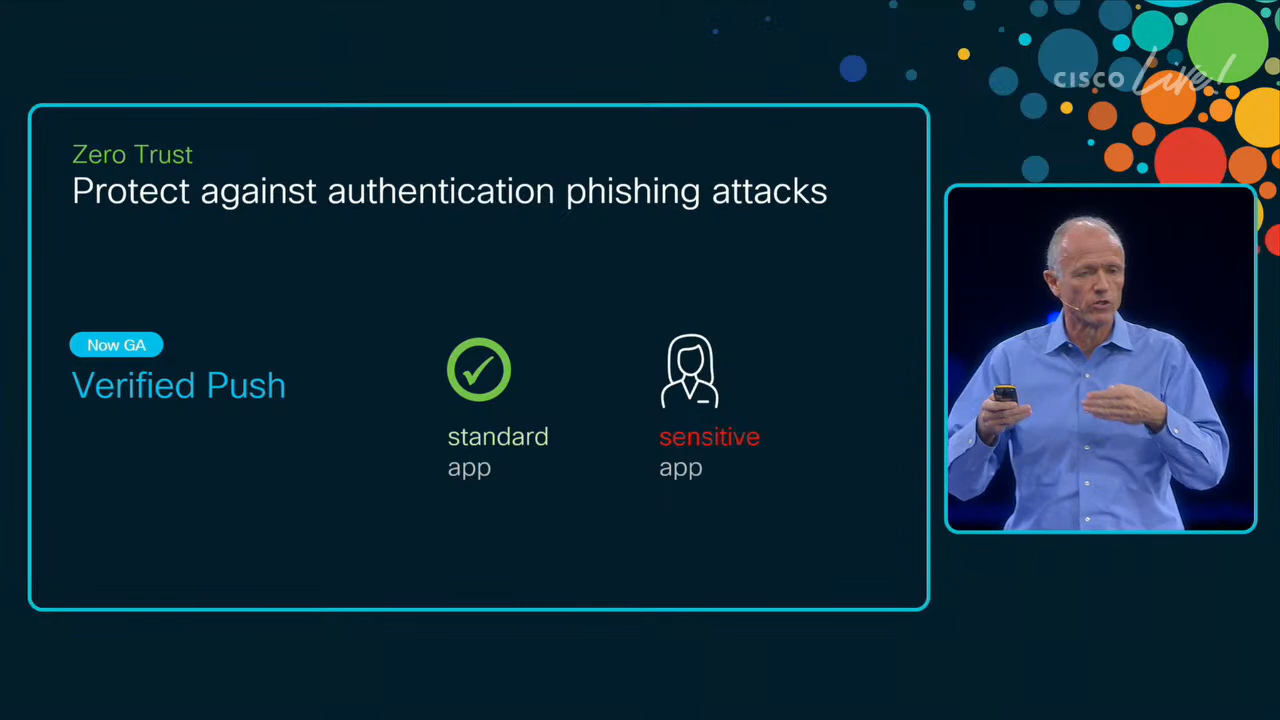 CISCO Live!
Zero Trust
Protect against authentication phishing attacks
Now GA
Verified Push
standard
app
sensitive
app